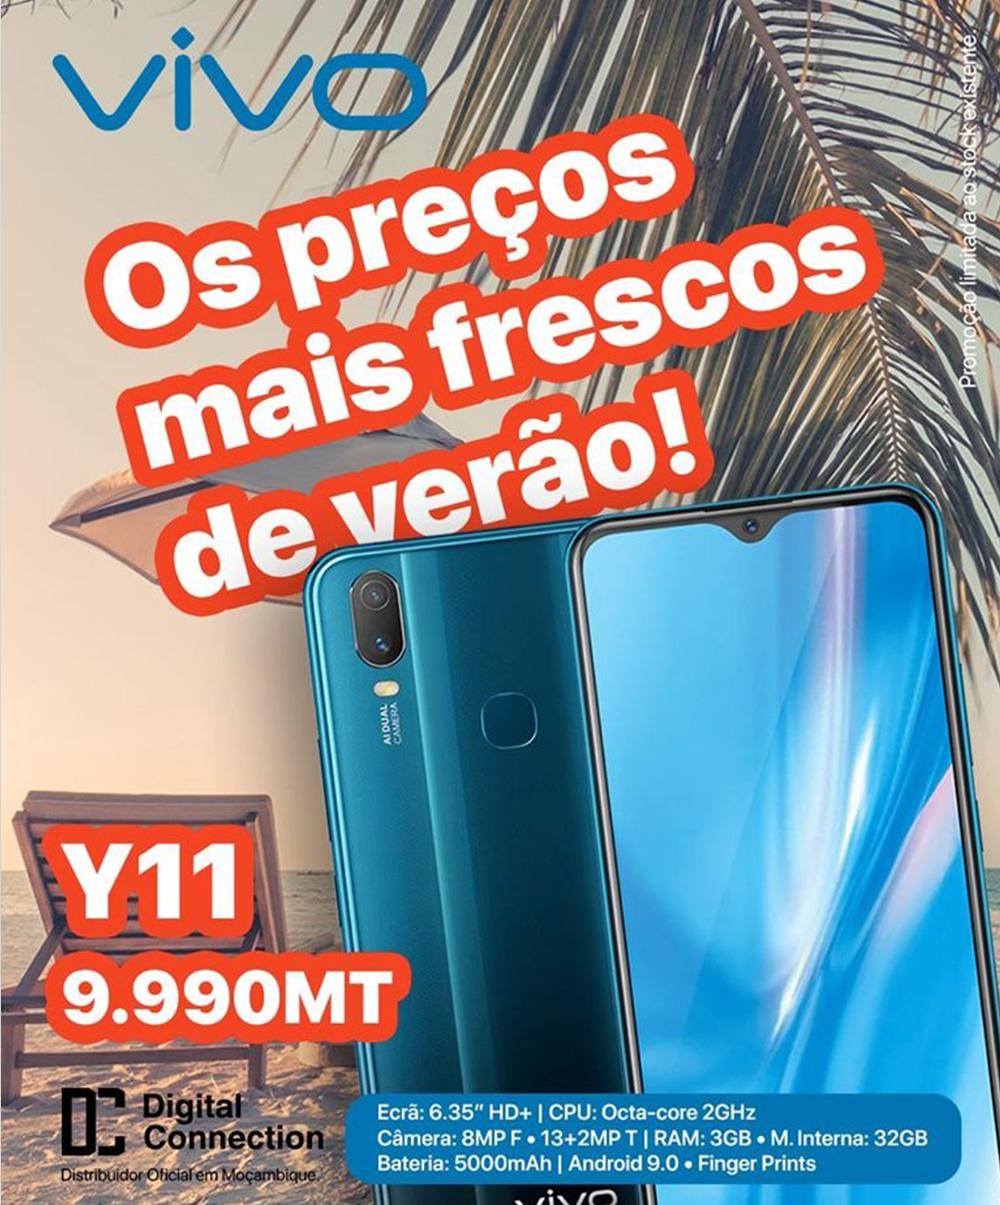 vivo
Promoção limitada ao stock existente.
Os preços
mais frescos
de verão!
AI DUAL
CAMERA
Y11
9.990MT
DC Digital
Connection
Distribuidor Oficial em Moçambique.
Ecrã: 6.35” HD+ | CPU: Octa-core 2GHz
Câmera: 8MP F • 13+2MP T | RAM: 3GB • M. Interna: 32GB
Bateria: 5000mAh | Android 9.0 • Finger Prints
vivo